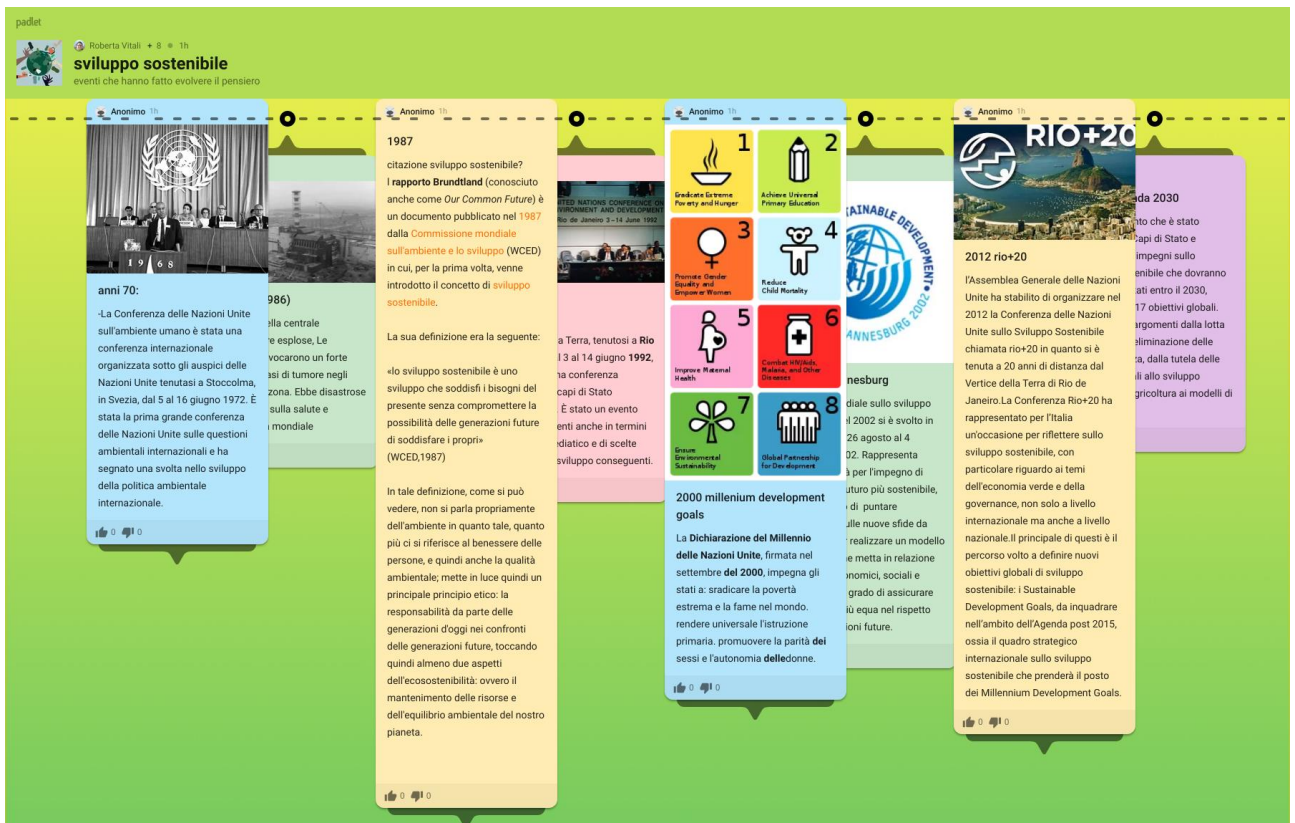 padlet
Roberta Vitali + 8 1h
sviluppo sostenibile
eventi che hanno fatto evolvere il pensiero
Anonimo 1h
1968
anni 70:
-La Conferenza delle Nazioni Unite
sull'ambiente umano è stata una
conferenza internazionale
organizzata sotto gli auspici delle
Nazioni Unite tenutasi a Stoccolma,
in Svezia, dal 5 al 16 giugno 1972. È
stata la prima grande conferenza
delle Nazioni Unite sulle questioni
ambientali internazionali e ha
segnato una svolta nello sviluppo
della politica ambientale
internazionale.
0 0
986)
ella centrale
e esplose, Le
vocarono un forte
asi di tumore negli
zona. Ebbe disastrose
sulla salute e
mondiale
Anonimo 1h
1987
citazione sviluppo sostenibile?
l rapporto Brundtland (conosciuto
anche come Our Common Future) è
un documento pubblicato nel 1987
dalla Commissione mondiale
sull'ambiente e lo sviluppo (WCED)
in cui, per la prima volta, venne
introdotto il concetto di sviluppo
sostenibile.
La sua definizione era la seguente:
«lo sviluppo sostenibile è uno
sviluppo che soddisfi i bisogni del
presente senza compromettere la
possibilità delle generazioni future
di soddisfare i propri»
(WCED,1987)
In tale definizione, come si può
vedere, non si parla propriamente
dell'ambiente in quanto tale, quanto
più ci si riferisce al benessere delle
persone, e quindi anche la qualità
ambientale; mette in luce quindi un
principale principio etico: la
responsabilità da parte delle
generazioni d'oggi nei confronti
delle generazioni future, toccando
quindi almeno due aspetti
dell'ecosostenibilità: ovvero il
mantenimento delle risorse e
dell'equilibrio ambientale del nostro
pianeta.
0 0
ITED NATIONS CONFERENCE ON
VIRONMENT AND DEVELOPMENT
Rio de Janeiro 3-14 June 1992
a Terra, tenutosi a Rio
l 3 al 14 giugno 1992,
na conferenza
capi di Stato
. È stato un evento
enti anche in termini
ediatico e di scelte
sviluppo conseguenti.
Anonimo 1h
1
Eradicate Extreme
Poverty and Hunger
2
Achieve Universal
Primary Education
3
Promote Gender
Equality and
Empower Women
4
Reduce
Child Mortality
5
Improve Maternal
Health
6
Combat HIV/Aids,
Malaria, and Other
Diseases
7
Ensure
Environmental
Sustainability
8
Global Partnership
for Development
2000 millenium development
goals
La Dichiarazione del Millennio
delle Nazioni Unite, firmata nel
settembre del 2000, impegna gli
stati a: sradicare la povertà
estrema e la fame nel mondo.
rendere universale l'istruzione
primaria. promuovere la parità dei
sessi e l'autonomia delledonne.
0 0
AINABLE DEVELOPMENT•
ANNESBURG 2002
nesburg
diale sullo sviluppo
el 2002 si è svolto in
26 agosto al 4
02. Rappresenta
à per l'impegno di
uturo più sostenibile,
di puntare
ulle nuove sfide da
r realizzare un modello
e metta in relazione
onomici, sociali e
grado di assicurare
iù equa nel rispetto
ioni future.
Anonimo 1h
RIO+20
2012 rio+20
l'Assemblea Generale delle Nazioni
Unite ha stabilito di organizzare nel
2012 la Conferenza delle Nazioni
Unite sullo Sviluppo Sostenibile
chiamata rio+20 in quanto si è
tenuta a 20 anni di distanza dal
Vertice della Terra di Rio de
Janeiro.La Conferenza Rio+20 ha
rappresentato per l'Italia
un'occasione per riflettere sullo
sviluppo sostenibile, con
particolare riguardo ai temi
dell'economia verde e della
governance, non solo a livello
internazionale ma anche a livello
nazionale.Il principale di questi è il
percorso volto a definire nuovi
obiettivi globali di sviluppo
sostenibile: i Sustainable
Development Goals, da inquadrare
nell'ambito dell'Agenda post 2015,
ossia il quadro strategico
internazionale sullo sviluppo
sostenibile che prenderà il posto
dei Millennium Development Goals.
0 0
da 2030
nto che è stato
Capi di Stato e
impegni sullo
enibile che dovranno
ati entro il 2030,
17 obiettivi globali.
argomenti dalla lotta
eliminazione delle
za, dalla tutela delle
ali allo sviluppo
gricoltura ai modelli di